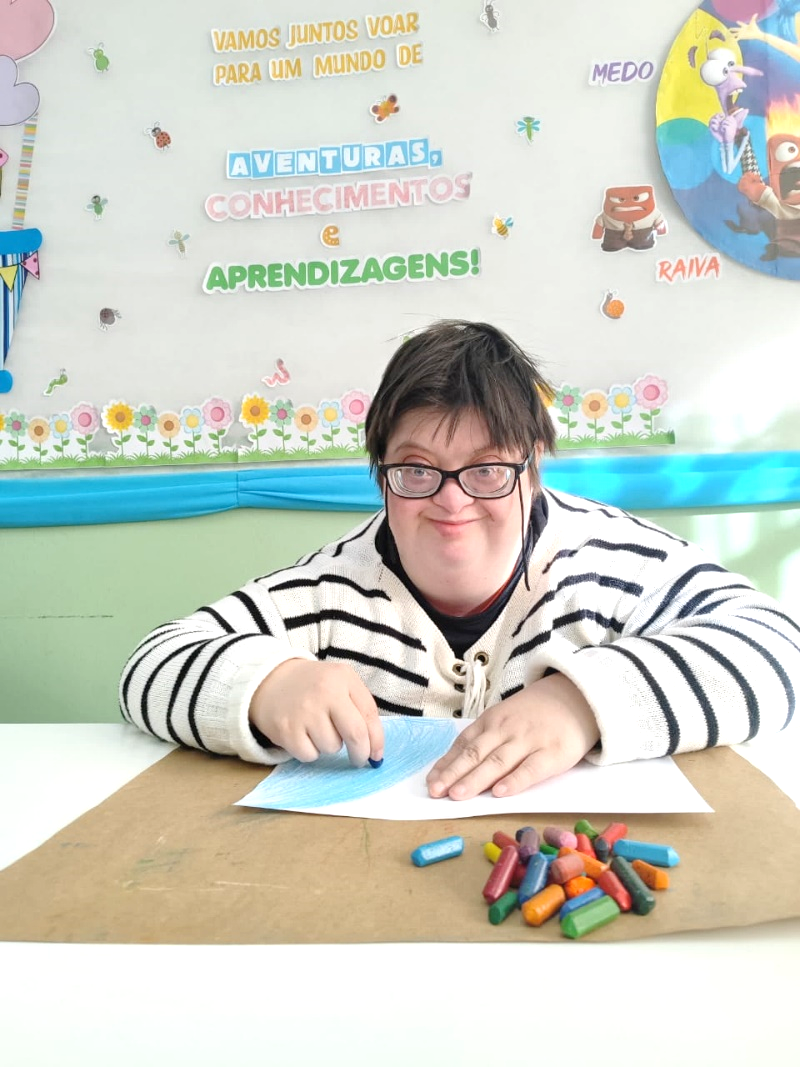 VAMOS JUNTOS VOAR
PARA UM MUNDO DE
AVENTURAS,
CONHECIMENTOS
e
APRENDIZAGENS!
MEDO
RAIVA